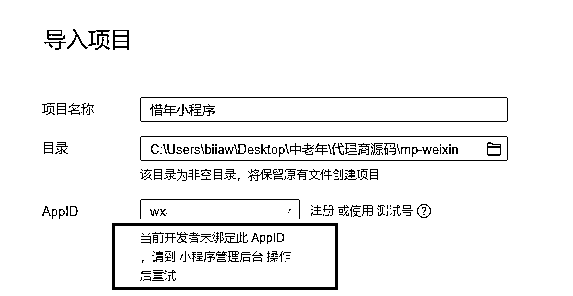 导入项目
项目名称 惜年小程序
目录 C:\Users\biiaw\Desktop\中老年\代理商源码\mp-weixin
该目录为非空目录，将保留原有文件创建项目
AppID wx 注册 或使用 测试号 ?
当前开发者未绑定此 AppID
，请到 小程序管理后台 操作
后重试